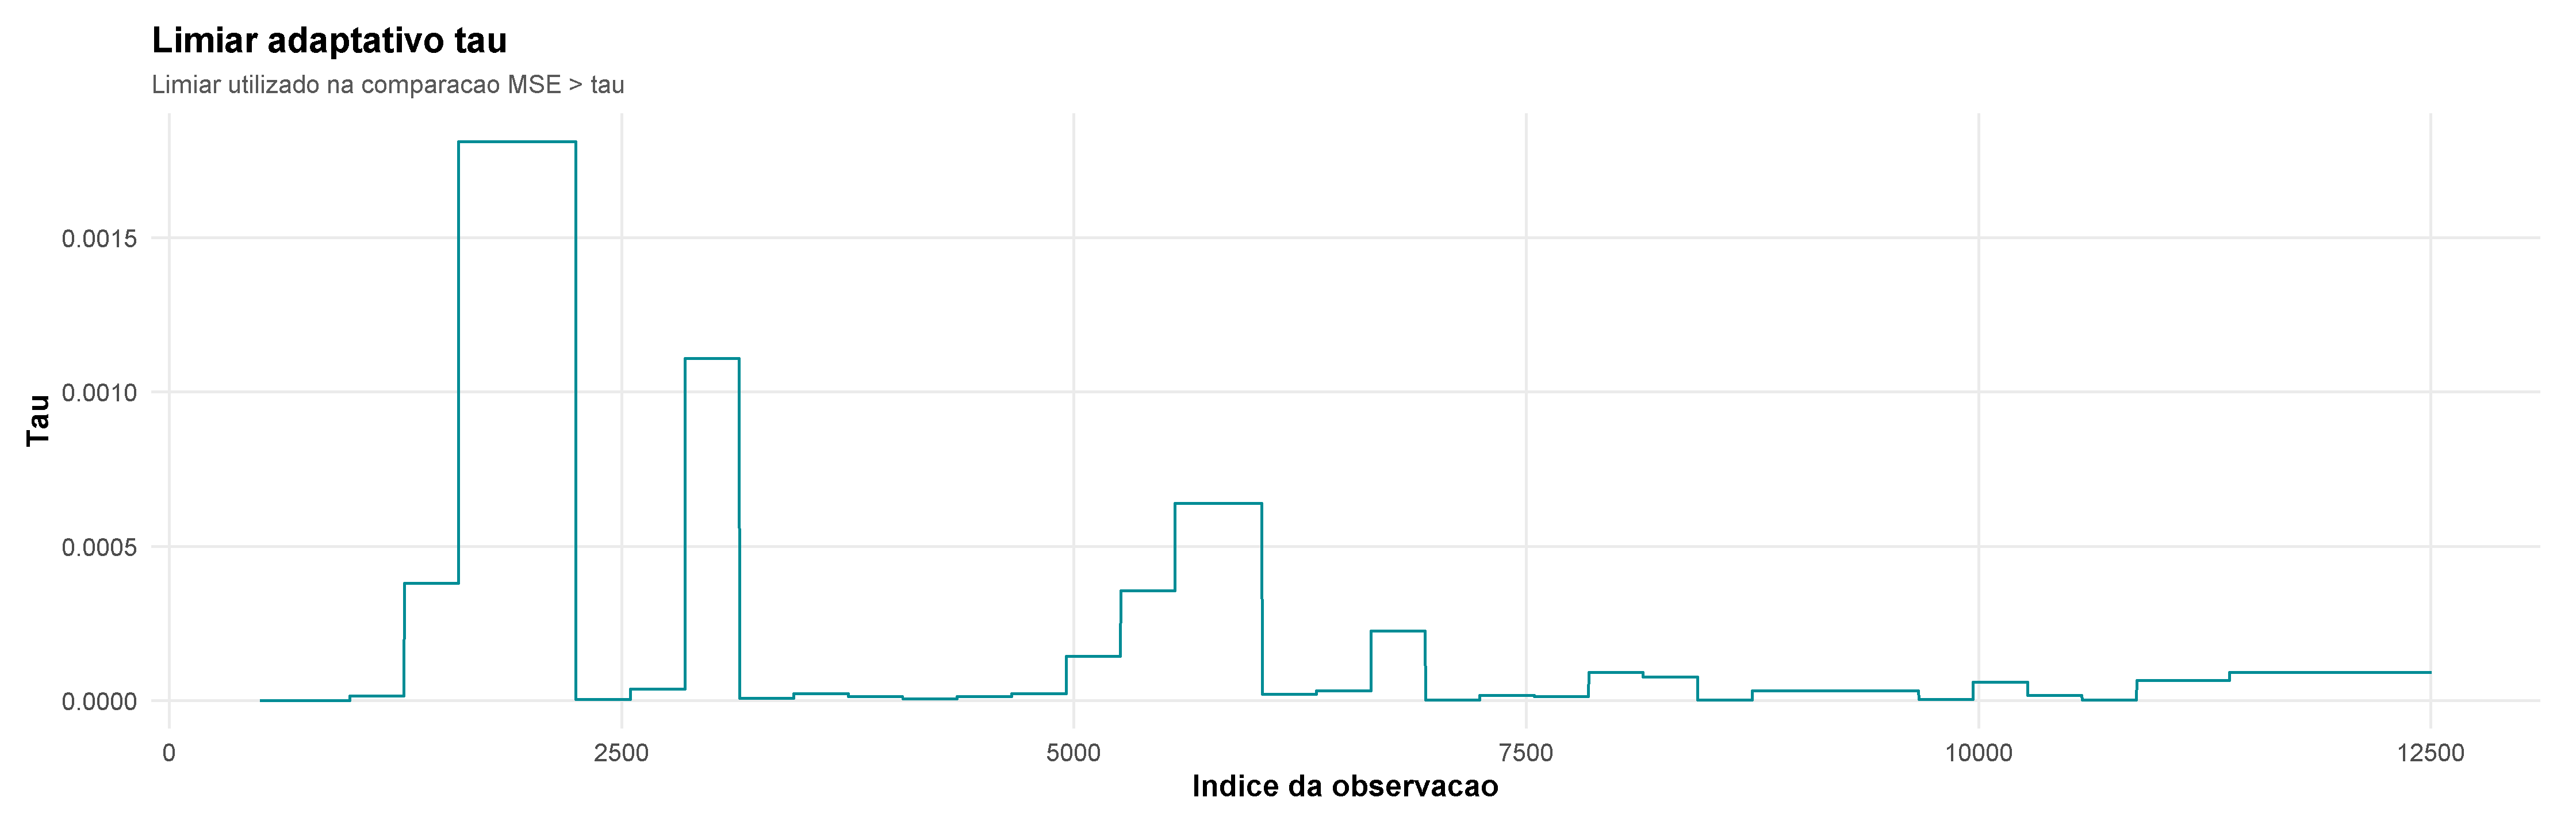 Limiar adaptativo tau
Limiar utilizado na comparacao MSE > tau
Tau
0.0015
0.0010
0.0005
0.0000
0 2500 5000 7500 10000 12500
Indice da observacao